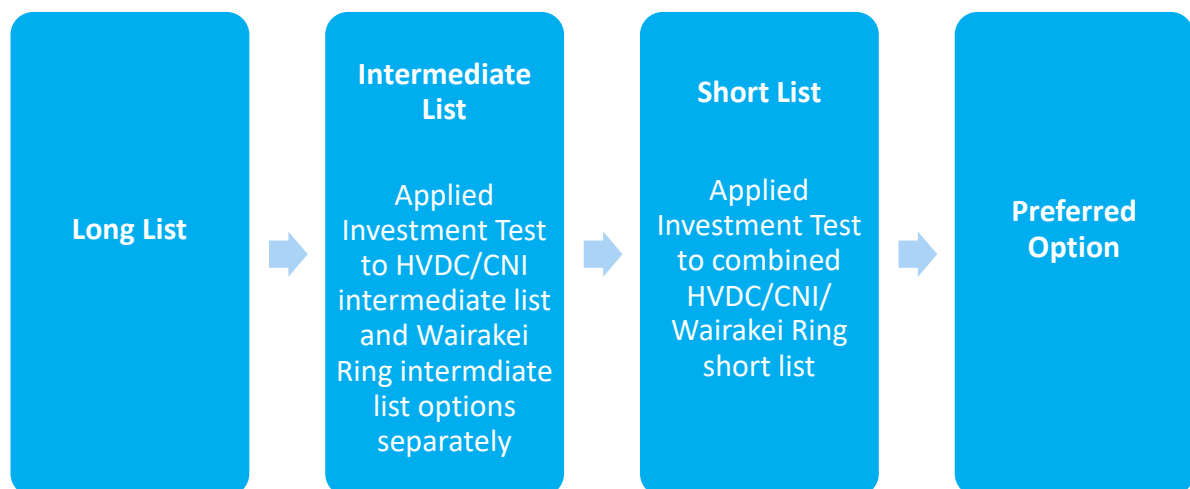 Long List
Intermediate
List
Applied
Investment Test
to HVDC/CNI
intermediate list
and Wairakei
Ring intermdiate
list options
separately
Short List
Applied
Investment Test
to combined
HVDC/CNI/
Wairakei Ring
short list
Preferred
Option